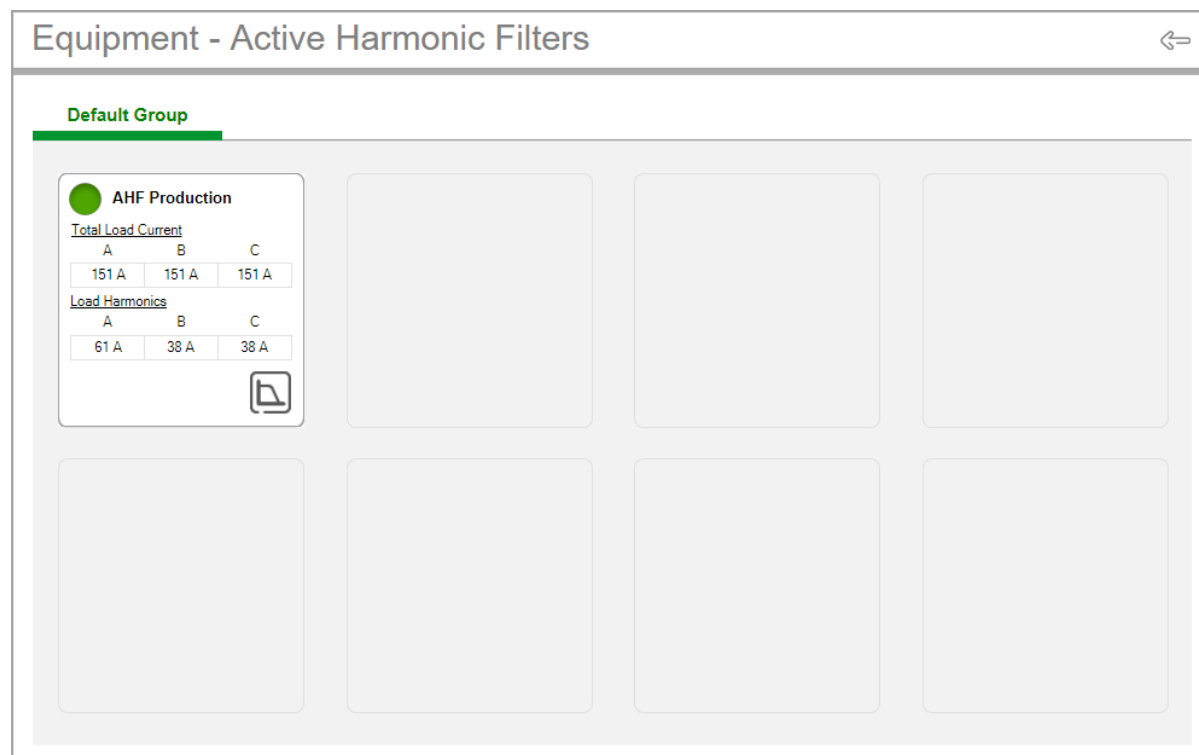 Equipment - Active Harmonic Filters
Default Group
AHF Production
Total Load Current
A B C
151 A 151 A 151 A
Load Harmonics
A B C
61 A 38 A 38 A